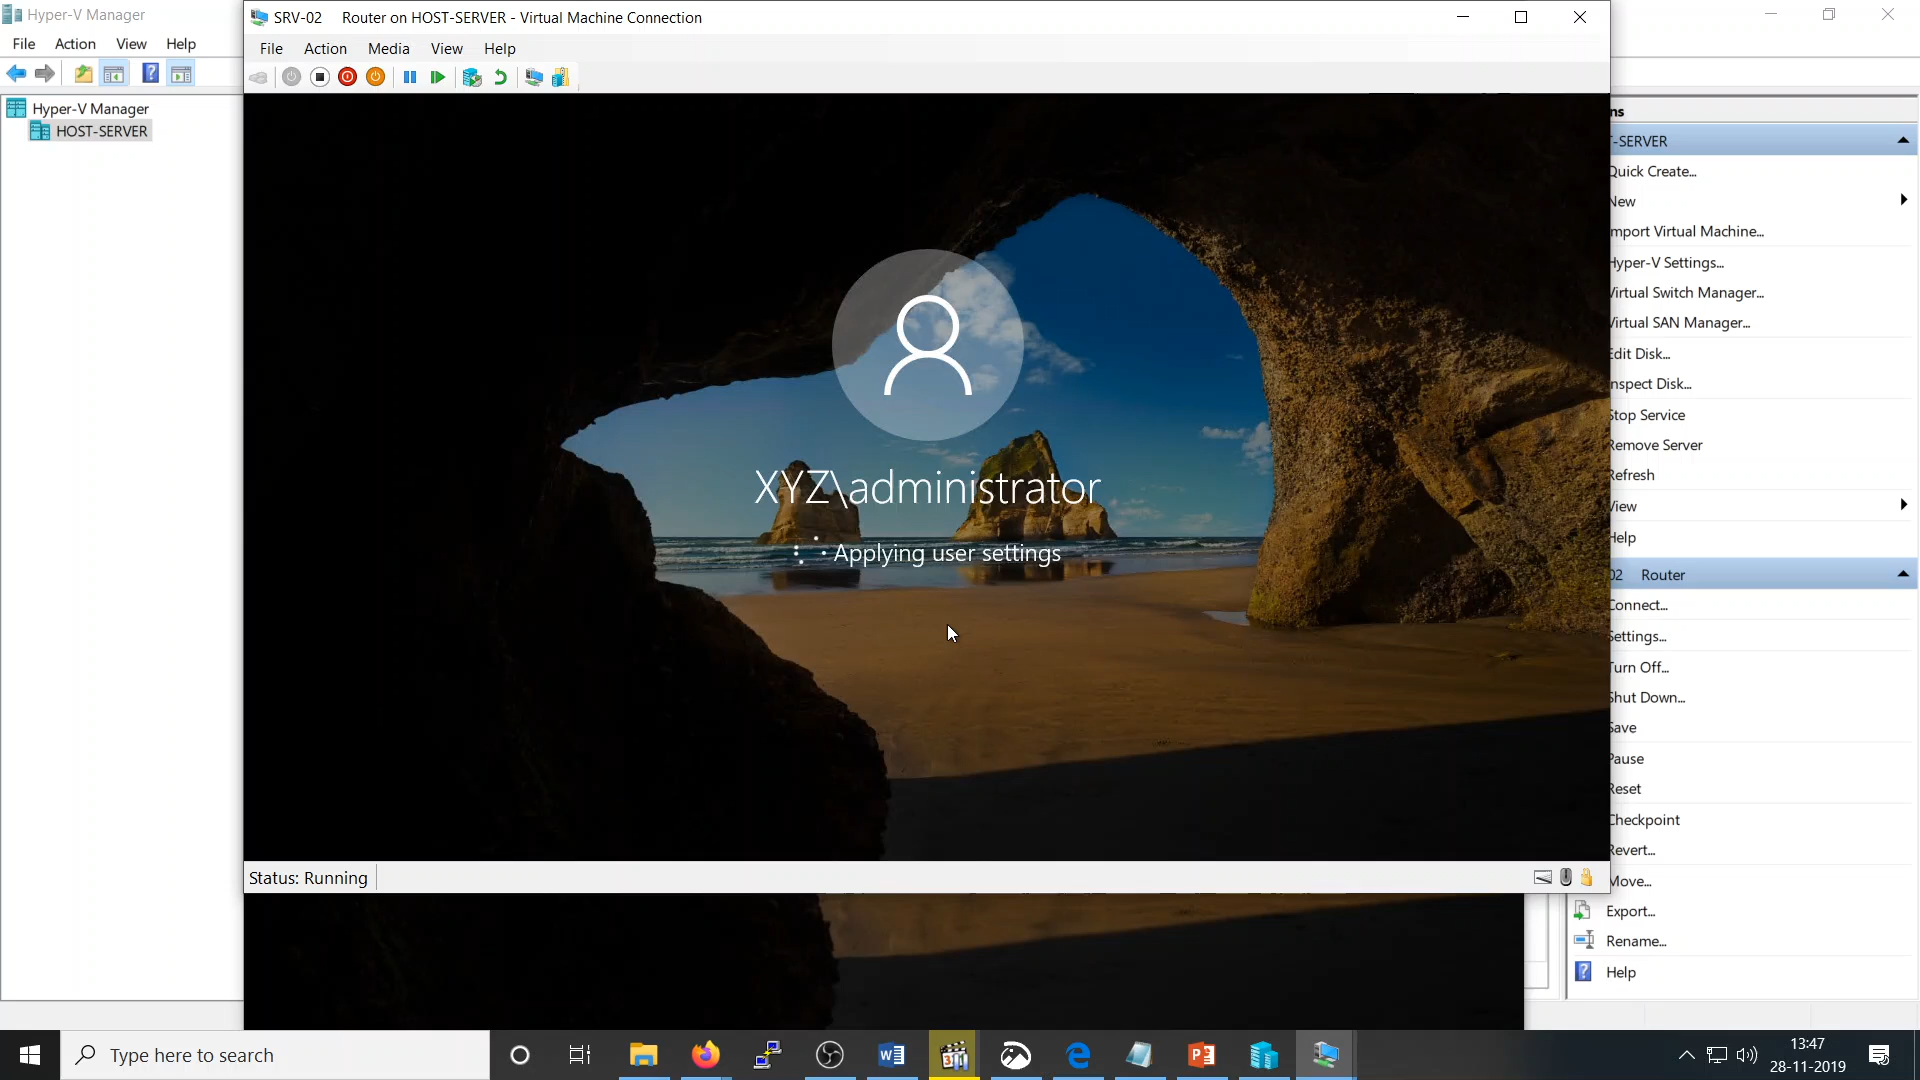 Hyper-V Manager
File Action View Help
Hyper-V Manager
HOST-SERVER
SRV-02 Router on HOST-SERVER - Virtual Machine Connection
File Action Media View Help
XYZ\administrator
Applying user settings
Status: Running
ns
T-SERVER
Quick Create...
New
mport Virtual Machine...
Hyper-V Settings...
Virtual Switch Manager...
Virtual SAN Manager...
Edit Disk...
nspect Disk...
Stop Service
Remove Server
Refresh
View
Help
02 Router
Connect...
Settings...
Turn Off...
Shut Down...
Save
Pause
Reset
Checkpoint
Revert...
Move...
Export...
Rename...
Help
Type here to search
13:47
28-11-2019